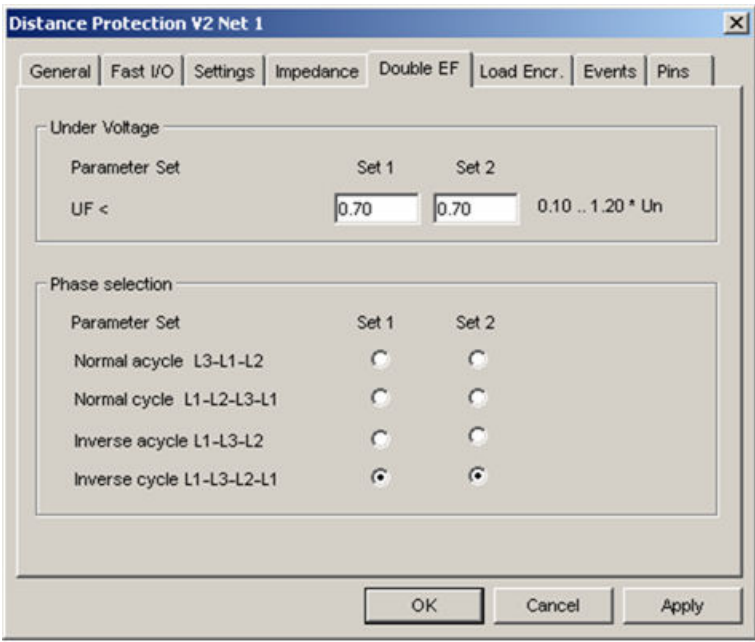 Distance Protection V2 Net 1
General Fast I/O Settings Impedance Double EF Load Encr. Events Pins
Under Voltage
Parameter Set Set 1 Set 2
UF < 0.70 0.70 0.10 .. 1.20 * Un
Phase selection
Parameter Set Set 1 Set 2
Normal acycle L3-L1-L2
Normal cycle L1-L2-L3-L1
Inverse acycle L1-L3-L2
Inverse cycle L1-L3-L2-L1
OK Cancel Apply